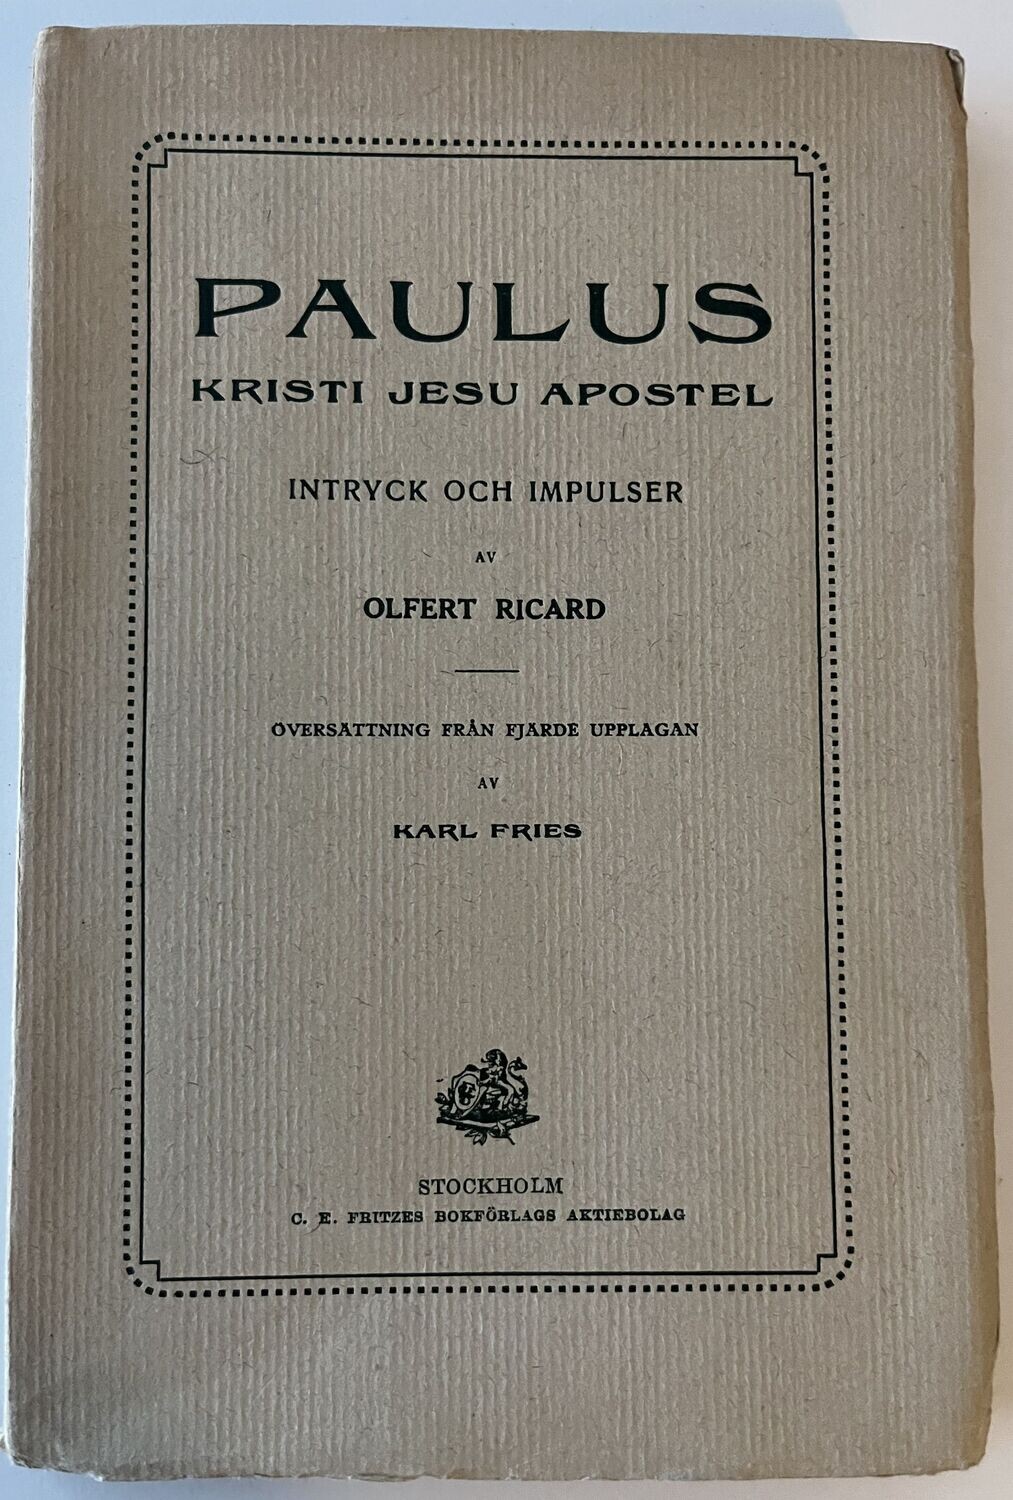 PAULUS
KRISTI JESU APOSTEL
INTRYCK OCH IMPULSER
AV
OLFERT RICARD
ÖVERSÄTTNING FRÅN FJÄRDE UPPLAGAN
AV
KARL FRIES
STOCKHOLM
C. E. FRITZES BOKFÖRLAGS AKTIEBOLAG